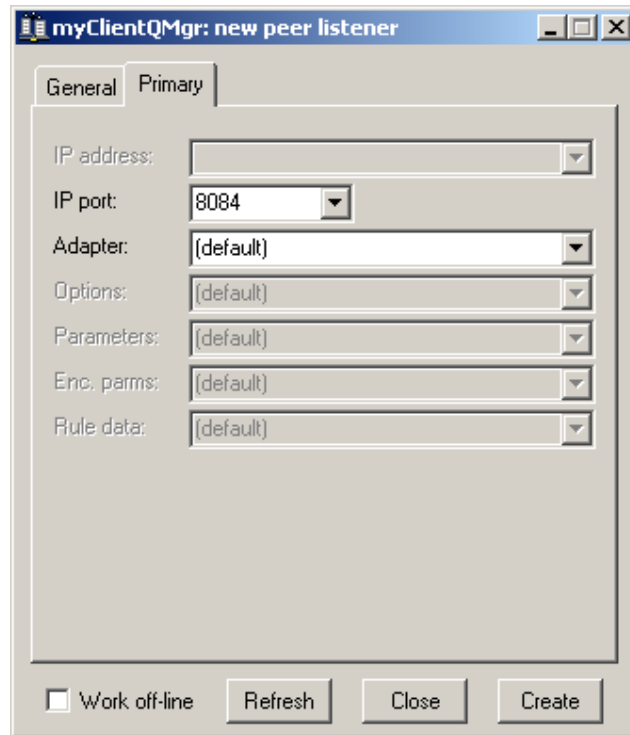 myClientQMgr: new peer listener
General Primary
IP address:
IP port: 8084
Adapter: (default)
Options: (default)
Parameters: (default)
Enc. parms: (default)
Rule data: (default)
Work off-line Refresh Close Create